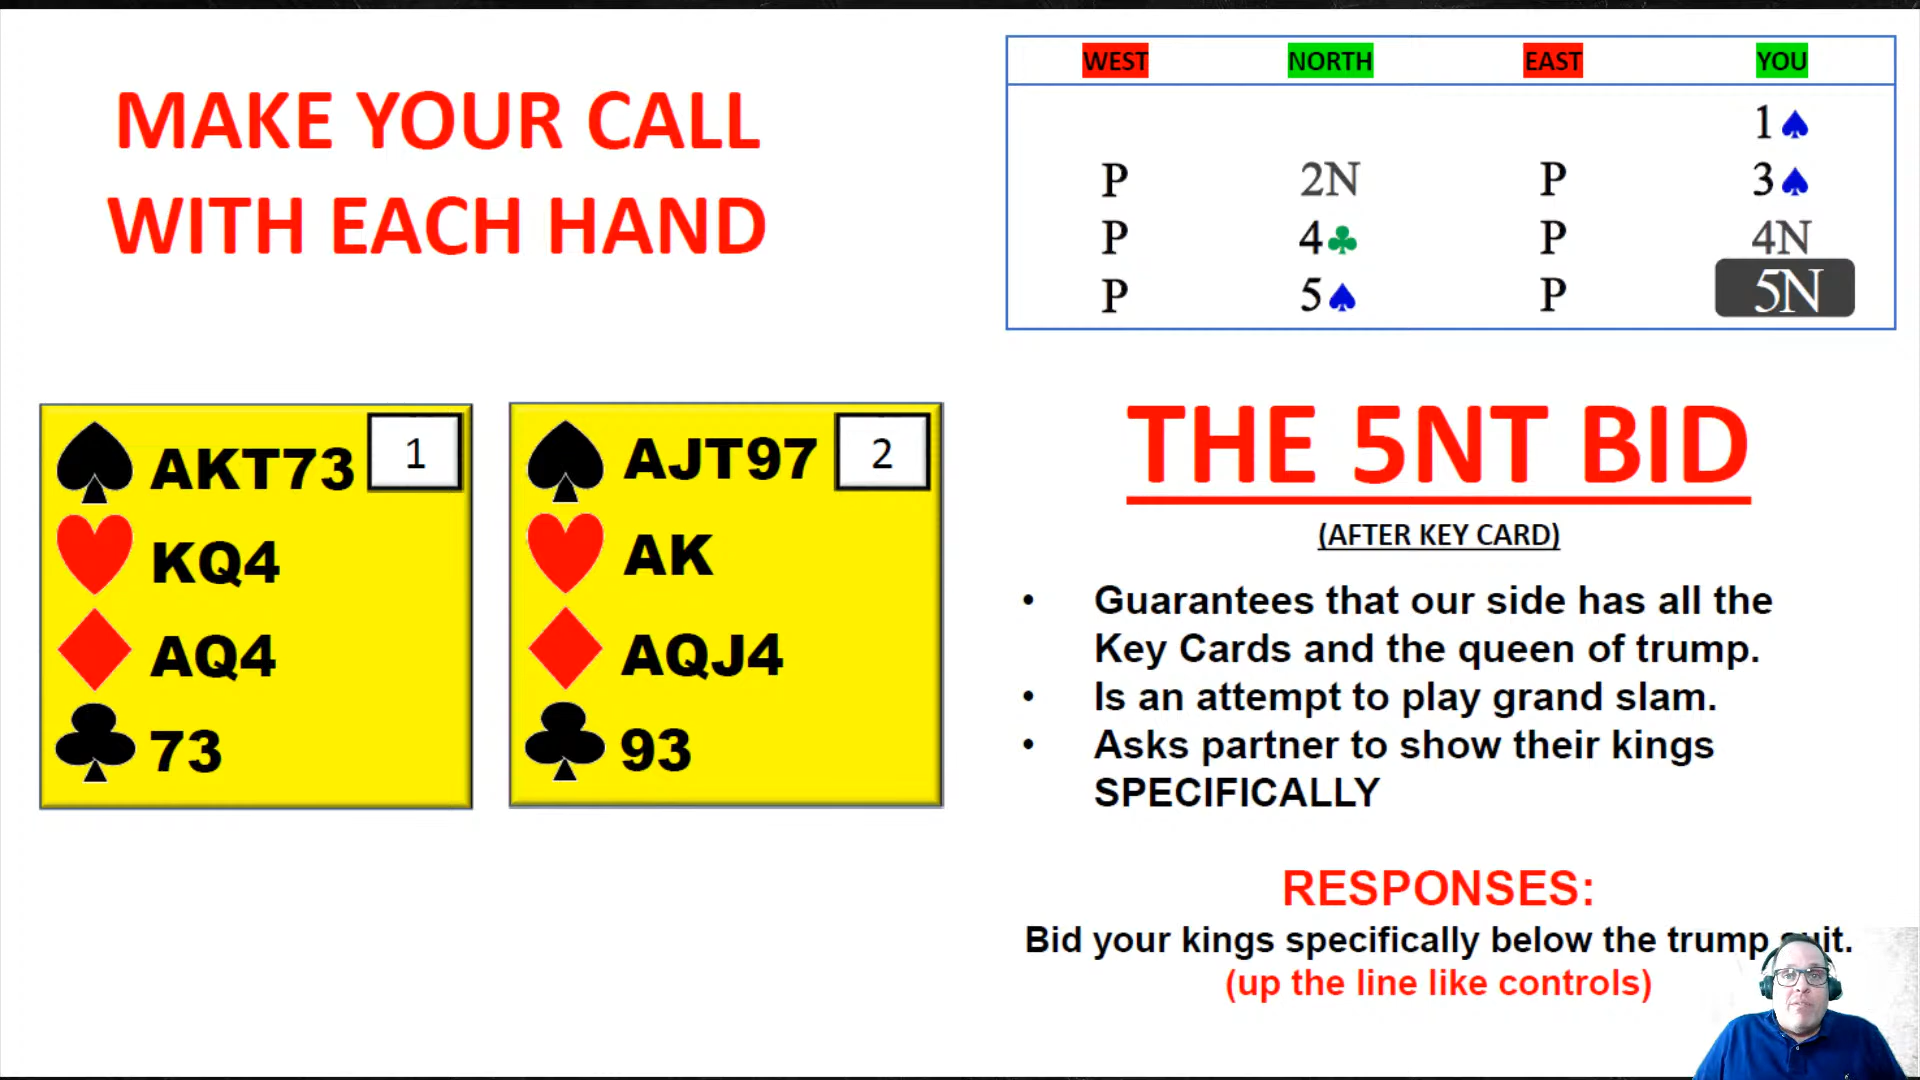 MAKE YOUR CALL
WITH EACH HAND
WEST NORTH EAST YOU
1♠
P 2N P 3♠
P 4♣ P 4N
P 5♠ P 5N
♠ AKT73 1
♥ KQ4
♦ AQ4
♣ 73
♠ AJT97 2
♥ AK
♦ AQJ4
♣ 93
THE 5NT BID
(AFTER KEY CARD)
• Guarantees that our side has all the
Key Cards and the queen of trump.
• Is an attempt to play grand slam.
• Asks partner to show their kings
SPECIFICALLY
RESPONSES:
Bid your kings specifically below the trump suit.
(up the line like controls)